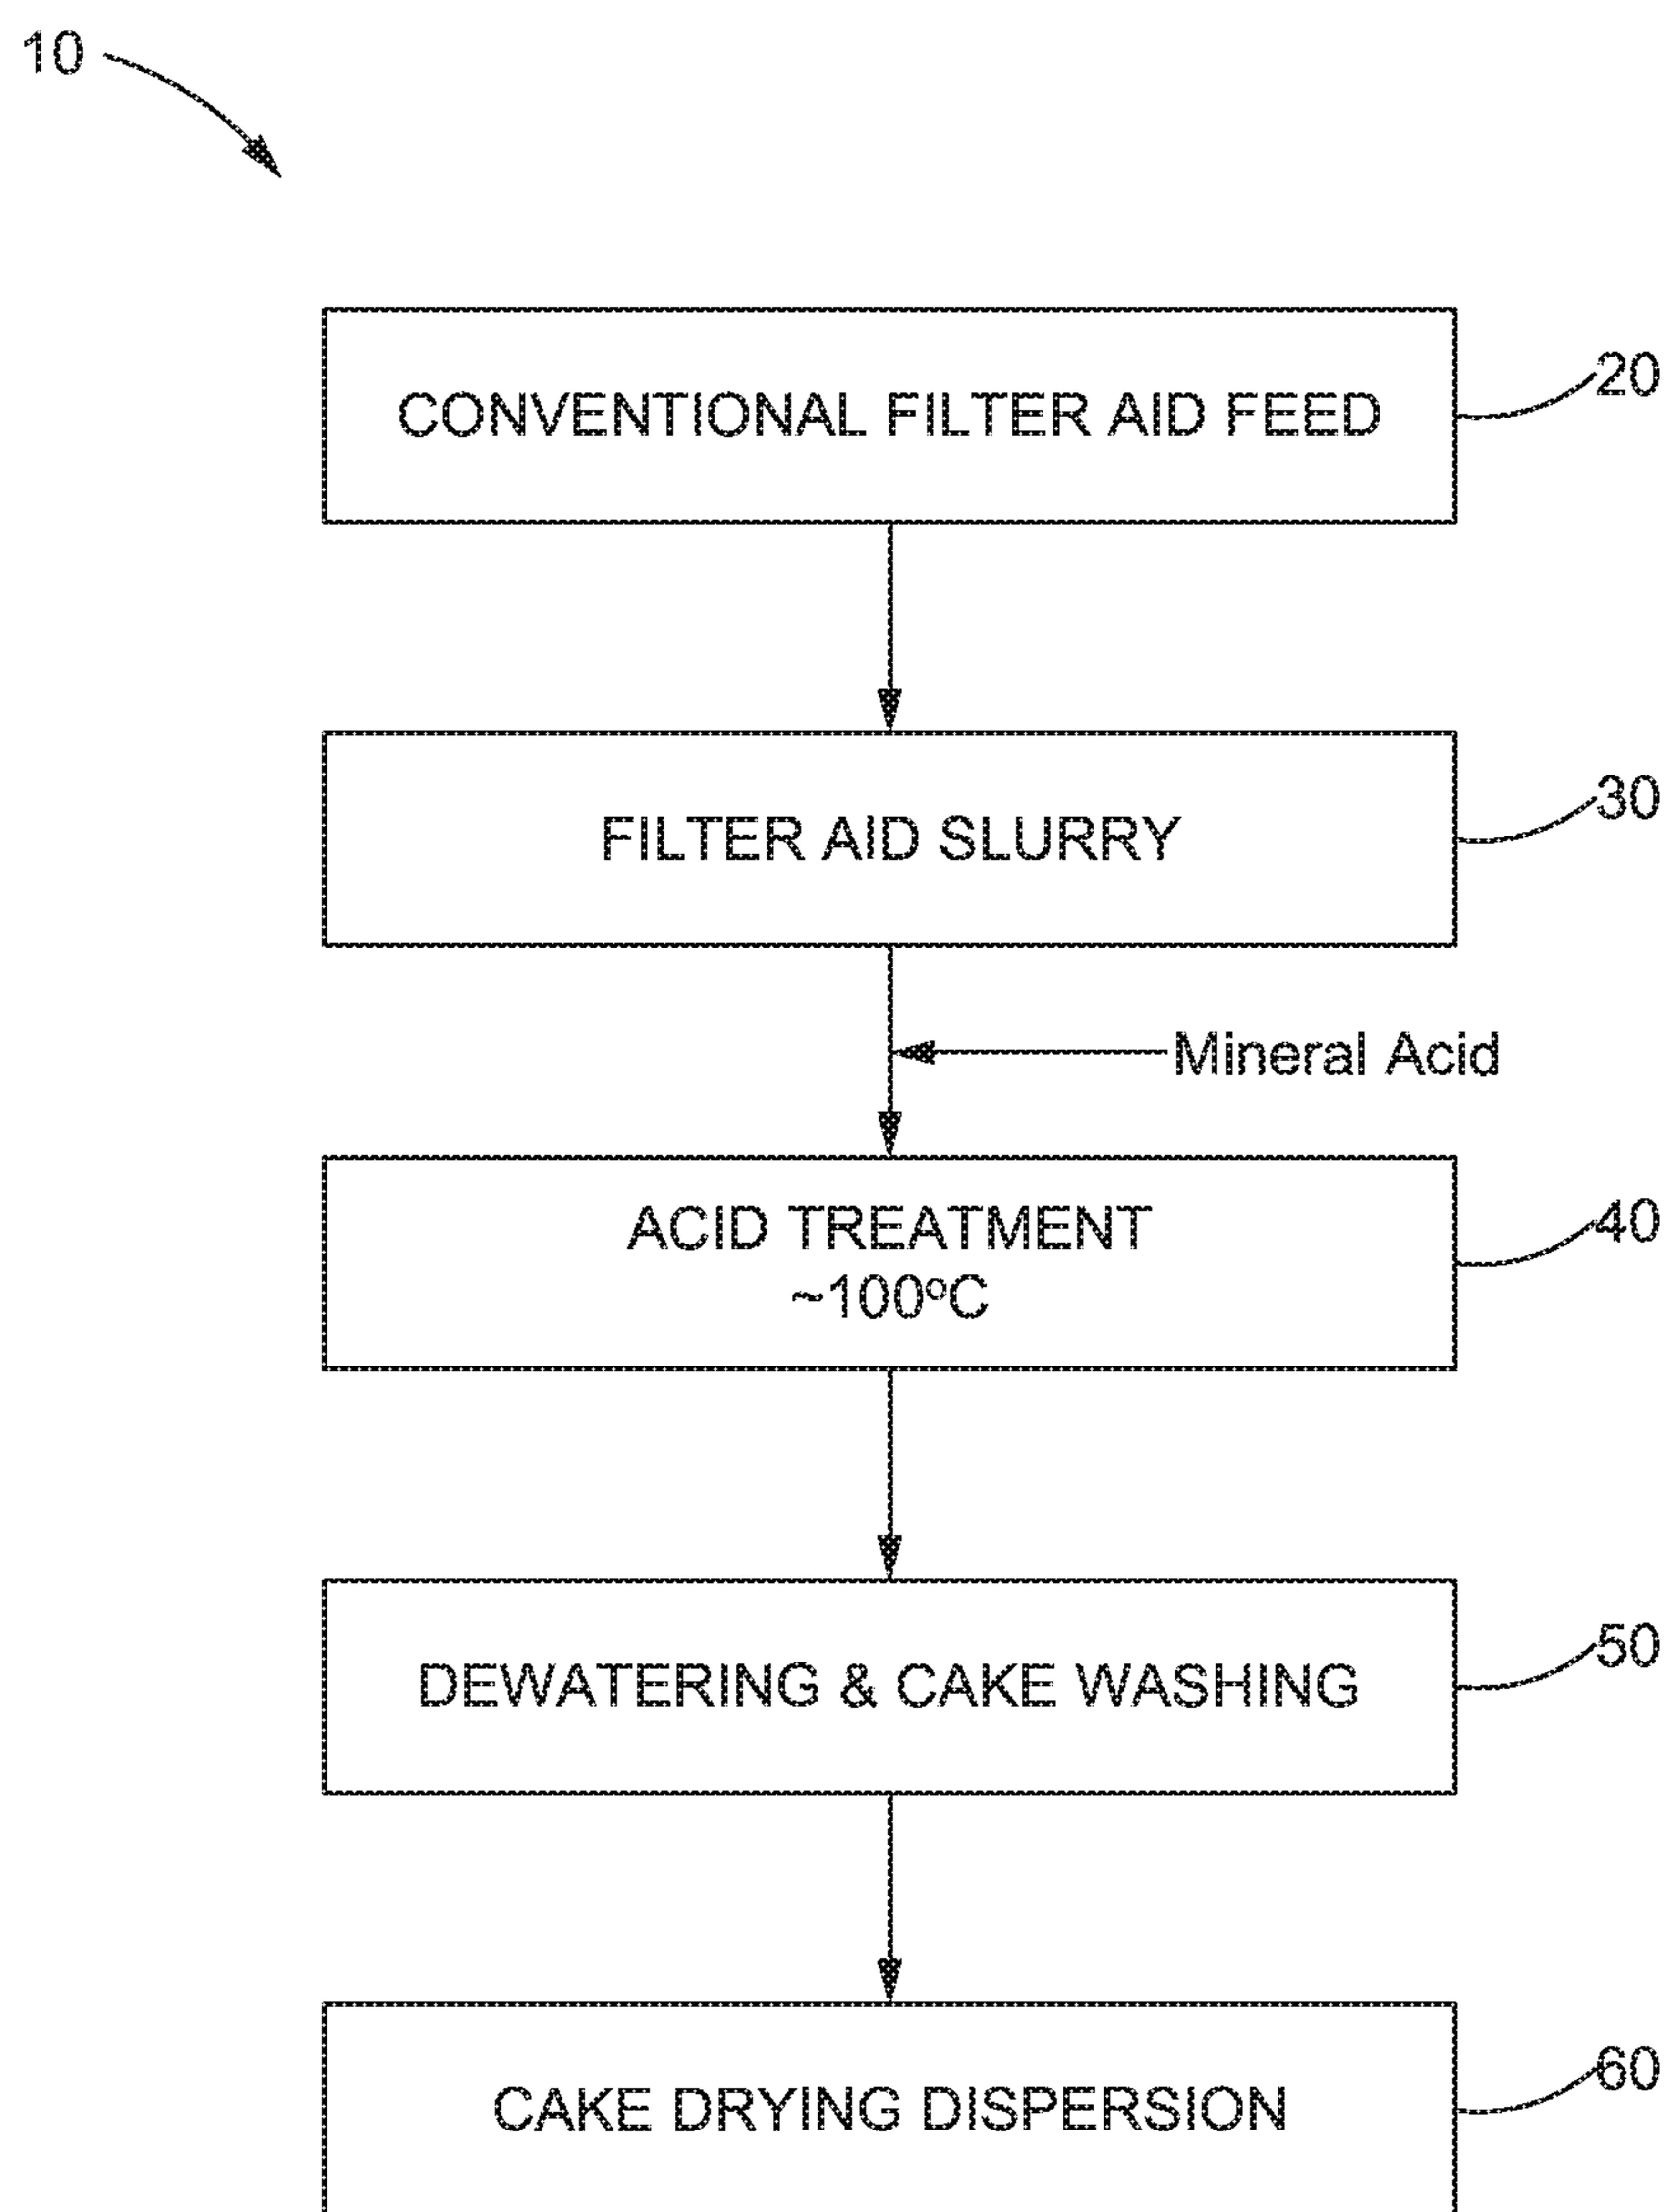 10
CONVENTIONAL FILTER AID FEED
20
FILTER AID SLURRY
30
Mineral Acid
ACID TREATMENT
~100°C
40
DEWATERING & CAKE WASHING
50
CAKE DRYING DISPERSION
60